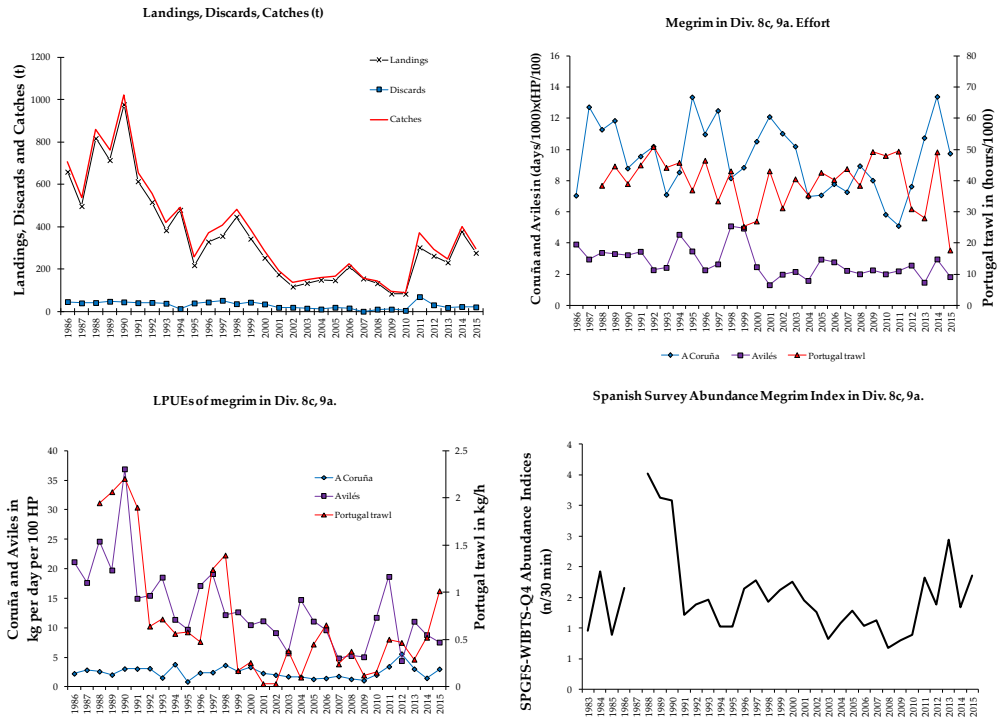 Landings, Discards, Catches (t)
Landings, Discards and Catches (t)
1200
1000
800
600
400
200
0
Landings
Discards
Catches
1986 1987 1988 1989 1990 1991 1992 1993 1994 1995 1996 1997 1998 1999 2000 2001 2002 2003 2004 2005 2006 2007 2008 2009 2010 2011 2012 2013 2014 2015
Megrim in Div. 8c, 9a. Effort
Coruña and Aviles in (days/1000)x(HP/100)
16
14
12
10
8
6
4
2
0
80
70
60
50
40
30
20
10
0
Portugal trawl in (hours/1000)
1986 1987 1988 1989 1990 1991 1992 1993 1994 1995 1996 1997 1998 1999 2000 2001 2002 2003 2004 2005 2006 2007 2008 2009 2010 2011 2012 2013 2014 2015
A Coruña Avilés Portugal trawl
LPUEs of megrim in Div. 8c, 9a.
Coruña and Aviles in
kg per day per 100 HP
40
35
30
25
20
15
10
5
0
A Coruña
Avilés
Portugal trawl
2.5
2
1.5
1
0.5
0
Portugal trawl in kg/h
1986 1987 1988 1989 1990 1991 1992 1993 1994 1995 1996 1997 1998 1999 2000 2001 2002 2003 2004 2005 2006 2007 2008 2009 2010 2011 2012 2013 2014 2015
Spanish Survey Abundance Megrim Index in Div. 8c, 9a.
SPGFS-WIBTS-Q4 Abundance Indices
(n/30 min)
4
4
3
3
2
2
1
1
0
1983 1984 1985 1986 1987 1988 1989 1990 1991 1992 1993 1994 1995 1996 1997 1998 1999 2000 2001 2002 2003 2004 2005 2006 2007 2008 2009 2010 2011 2012 2013 2014 2015